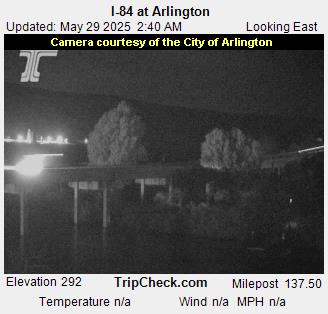 I-84 at Arlington
Updated: May 29 2025 2:40 AM Looking East
Camera courtesy of the City of Arlington
Elevation 292 TripCheck.com Milepost 137.50
Temperature n/a Wind n/a MPH n/a